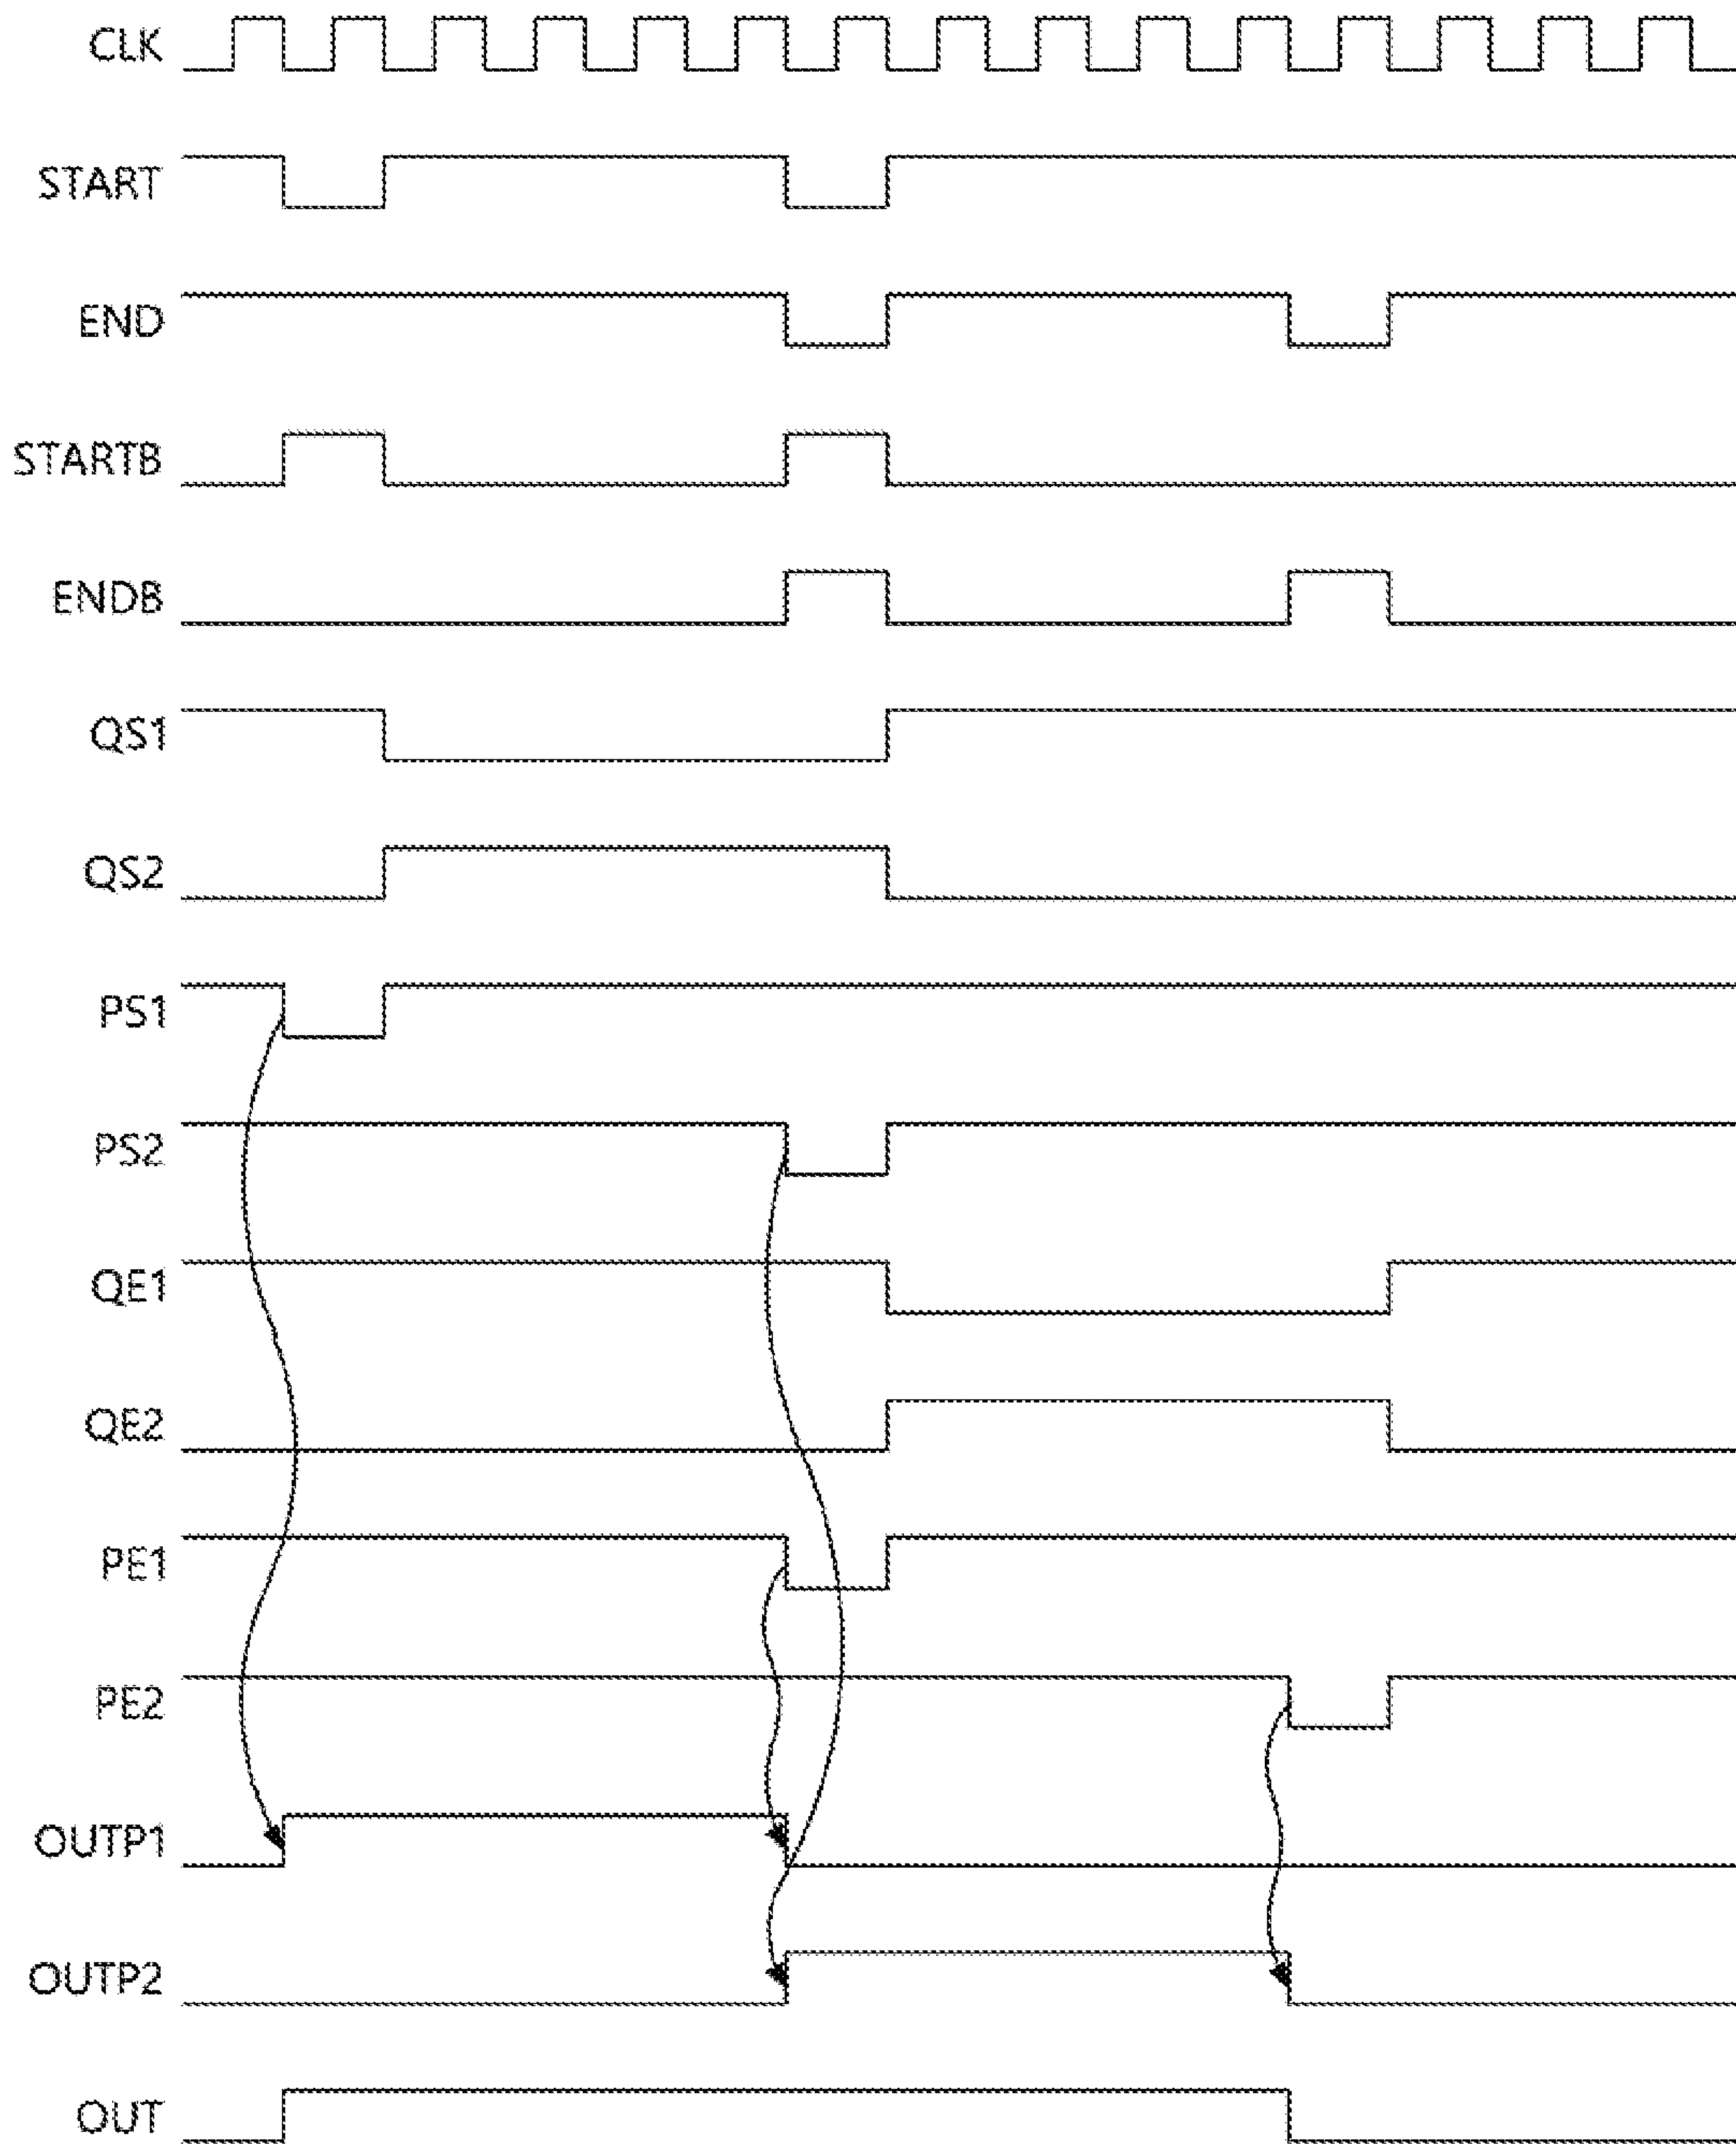 CLK
START
END
STARTB
ENDB
QS1
QS2
PS1
PS2
QE1
QE2
PE1
PE2
OUTP1
OUTP2
OUT